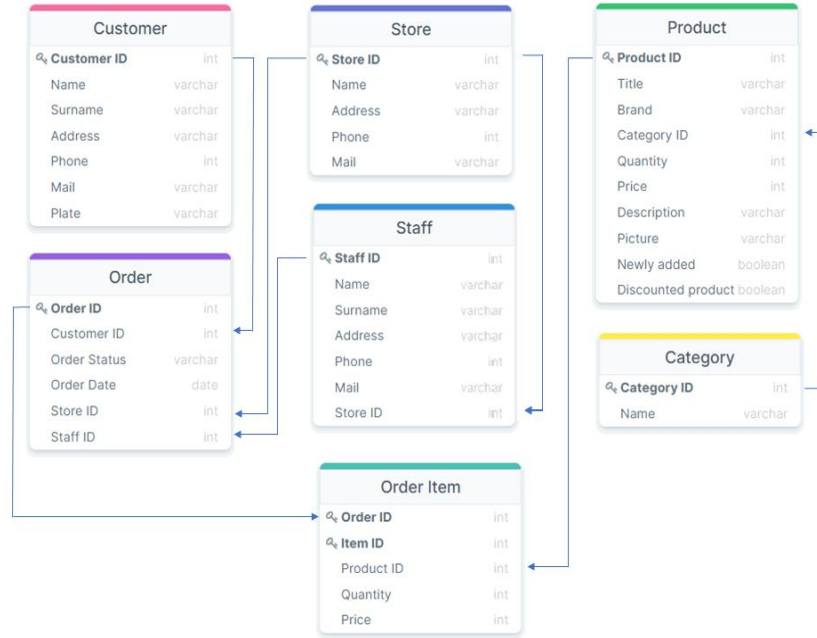 Customer
Customer ID int
Name varchar
Surname varchar
Address varchar
Phone int
Mail varchar
Plate varchar
Store
Store ID int
Name varchar
Address varchar
Phone int
Mail varchar
Product
Product ID int
Title varchar
Brand varchar
Category ID int
Quantity int
Price int
Description varchar
Picture varchar
Newly added boolean
Discounted product boolean
Order
Order ID int
Customer ID int
Order Status varchar
Order Date date
Store ID int
Staff ID int
Staff
Staff ID int
Name varchar
Surname varchar
Address varchar
Phone int
Mail varchar
Store ID int
Category
Category ID int
Name varchar
Order Item
Order ID int
Item ID int
Product ID int
Quantity int
Price int